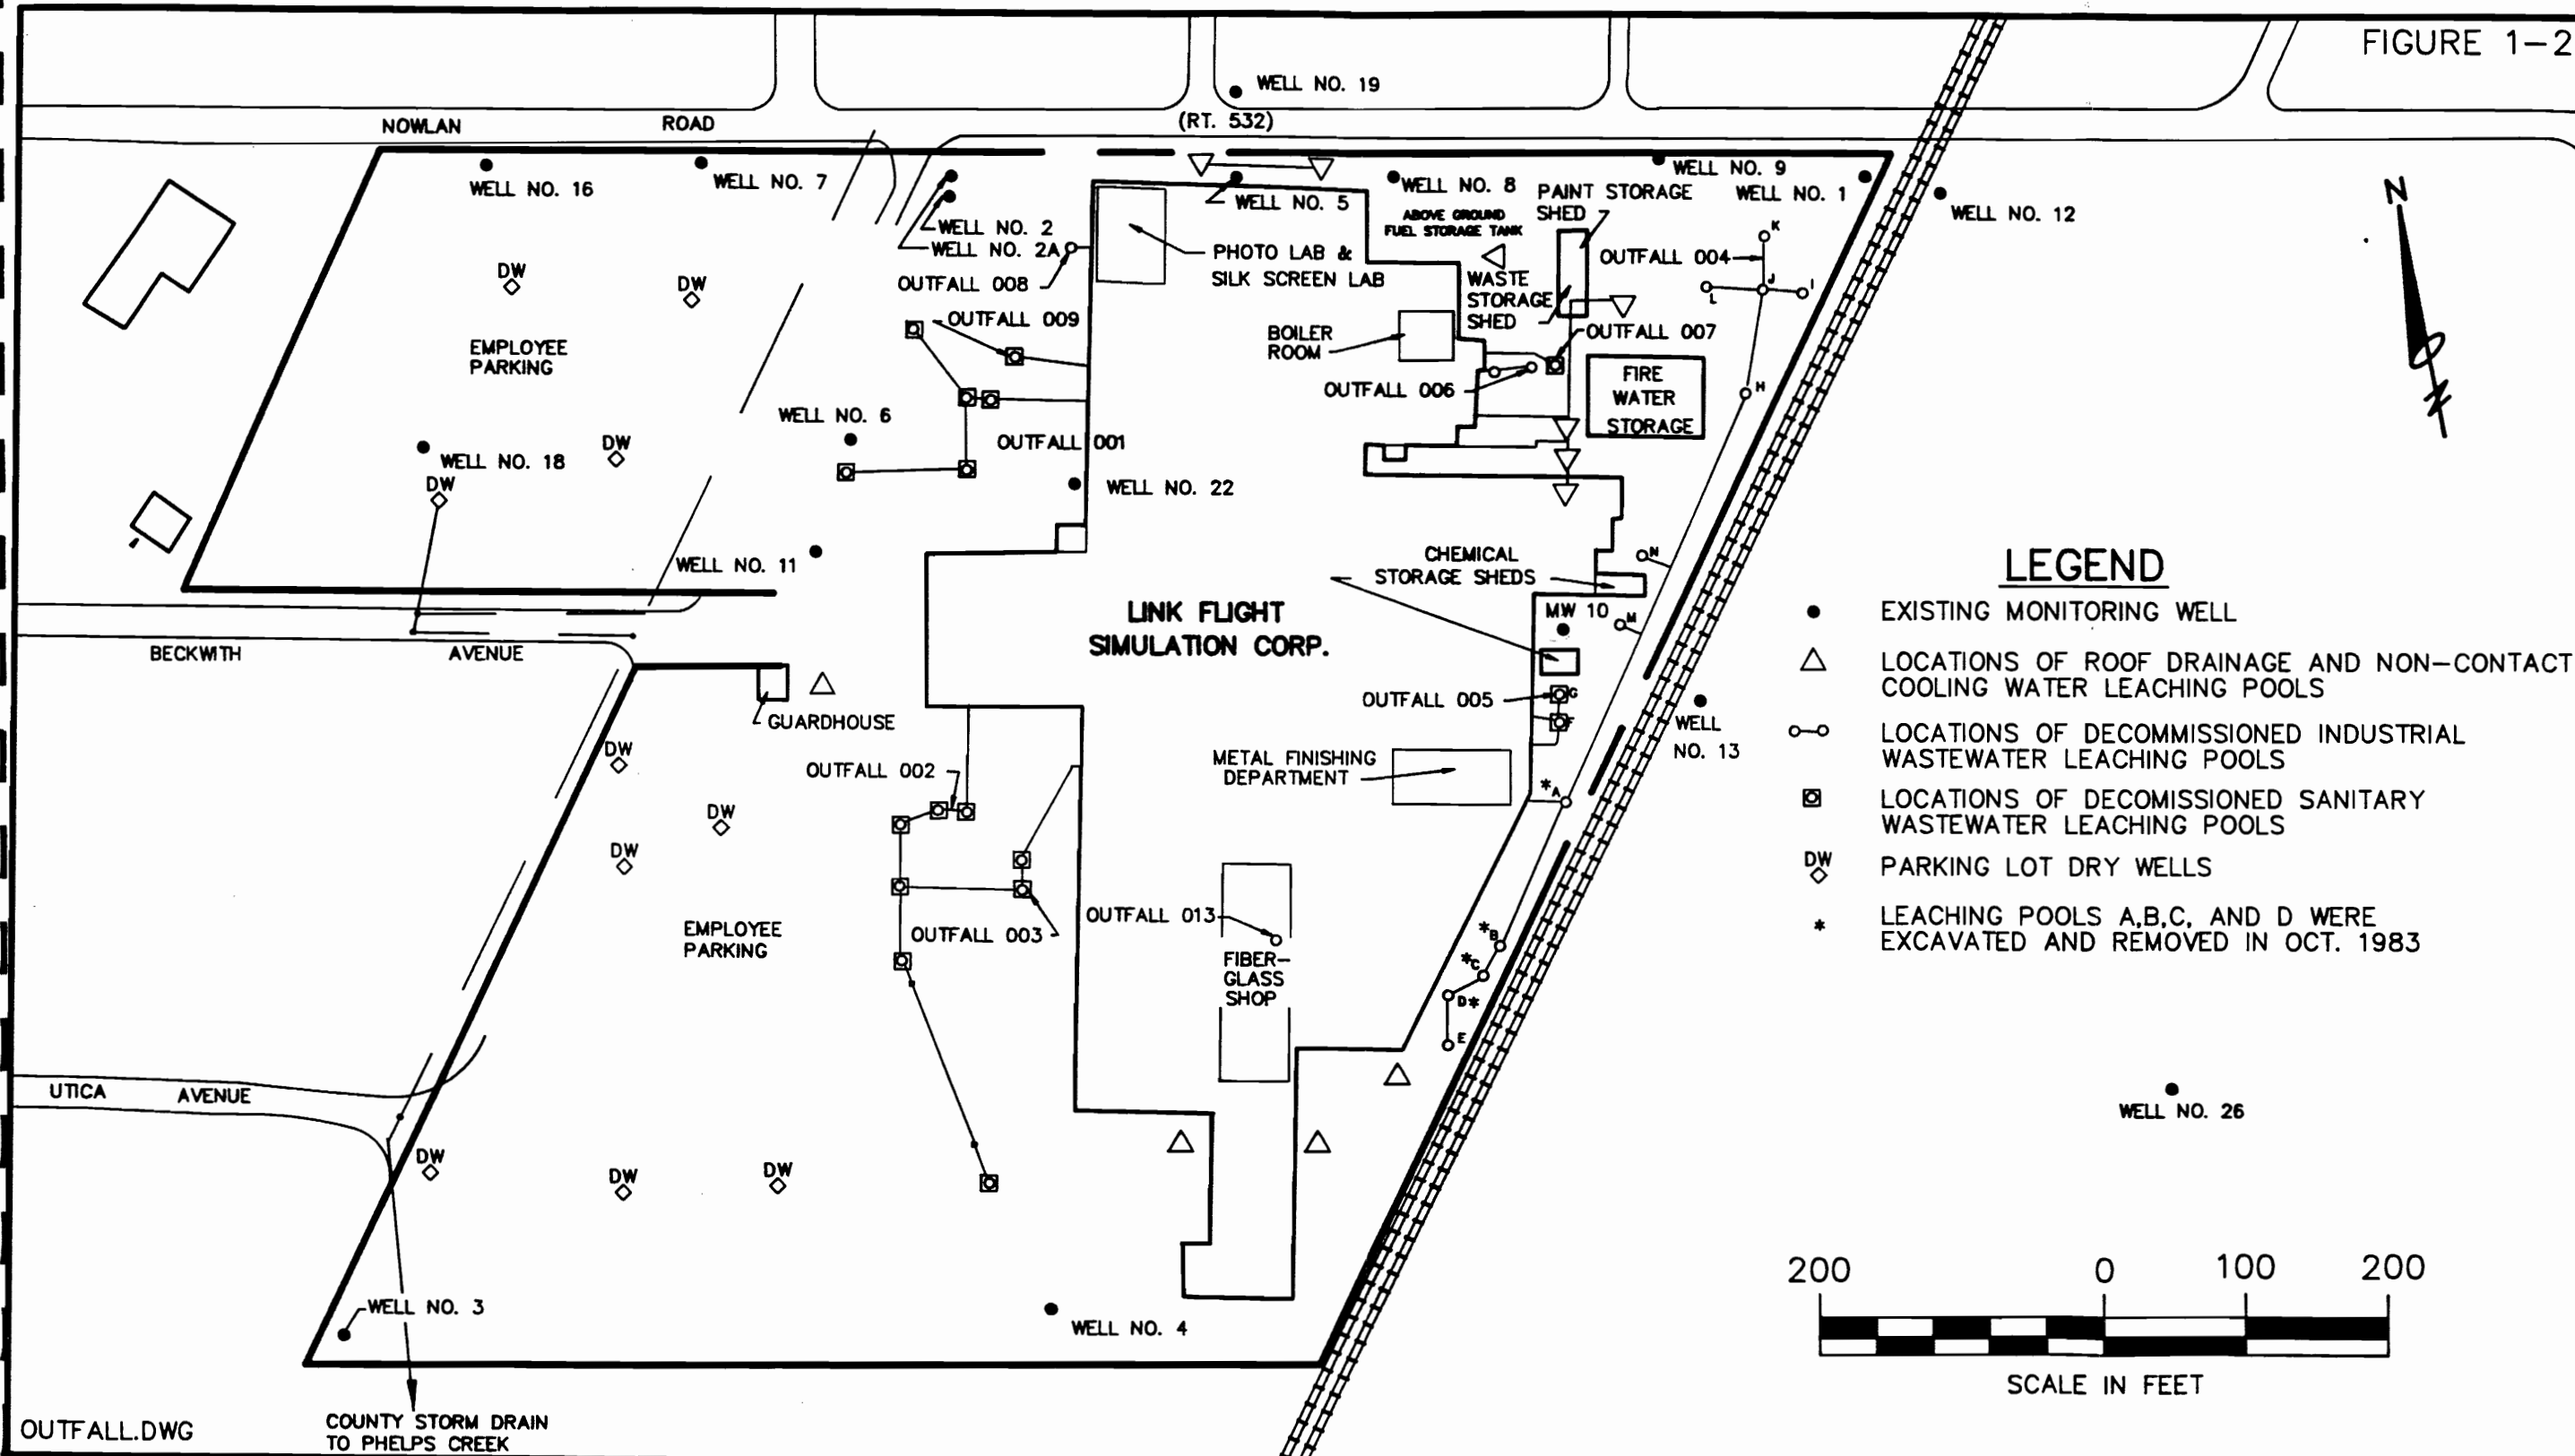 FIGURE 1-2
WELL NO. 19
NOWLAN ROAD (RT. 532)
WELL NO. 16
WELL NO. 7
WELL NO. 2
WELL NO. 2A
OUTFALL 008
WELL NO. 5
PHOTO LAB &
SILK SCREEN LAB
WELL NO. 8
ABOVE GROUND
FUEL STORAGE TANK
WELL NO. 9
PAINT STORAGE
SHED
WELL NO. 1
WELL NO. 12
N
K
OUTFALL 004
J
I
L
H
WASTE
STORAGE
SHED
OUTFALL 007
BOILER
ROOM
OUTFALL 006
FIRE
WATER
STORAGE
DW
DW
EMPLOYEE
PARKING
OUTFALL 009
WELL NO. 6
OUTFALL 001
DW
WELL NO. 18
DW
WELL NO. 22
WELL NO. 11
CHEMICAL
STORAGE SHEDS
N
MW 10
M
LINK FLIGHT
SIMULATION CORP.
BECKWITH AVENUE
GUARDHOUSE
OUTFALL 005
G
F
WELL
NO. 13
METAL FINISHING
DEPARTMENT
*A
DW
OUTFALL 002
DW
DW
EMPLOYEE
PARKING
OUTFALL 003
OUTFALL 013
FIBER-
GLASS
SHOP
*B
*C
D*
E
UTICA AVENUE
DW
DW
DW
WELL NO. 3
WELL NO. 4
COUNTY STORM DRAIN
TO PHELPS CREEK
OUTFALL.DWG
LEGEND
EXISTING MONITORING WELL
LOCATIONS OF ROOF DRAINAGE AND NON-CONTACT
COOLING WATER LEACHING POOLS
LOCATIONS OF DECOMMISSIONED INDUSTRIAL
WASTEWATER LEACHING POOLS
LOCATIONS OF DECOMISSIONED SANITARY
WASTEWATER LEACHING POOLS
DW PARKING LOT DRY WELLS
* LEACHING POOLS A,B,C, AND D WERE
EXCAVATED AND REMOVED IN OCT. 1983
WELL NO. 26
200 0 100 200
SCALE IN FEET